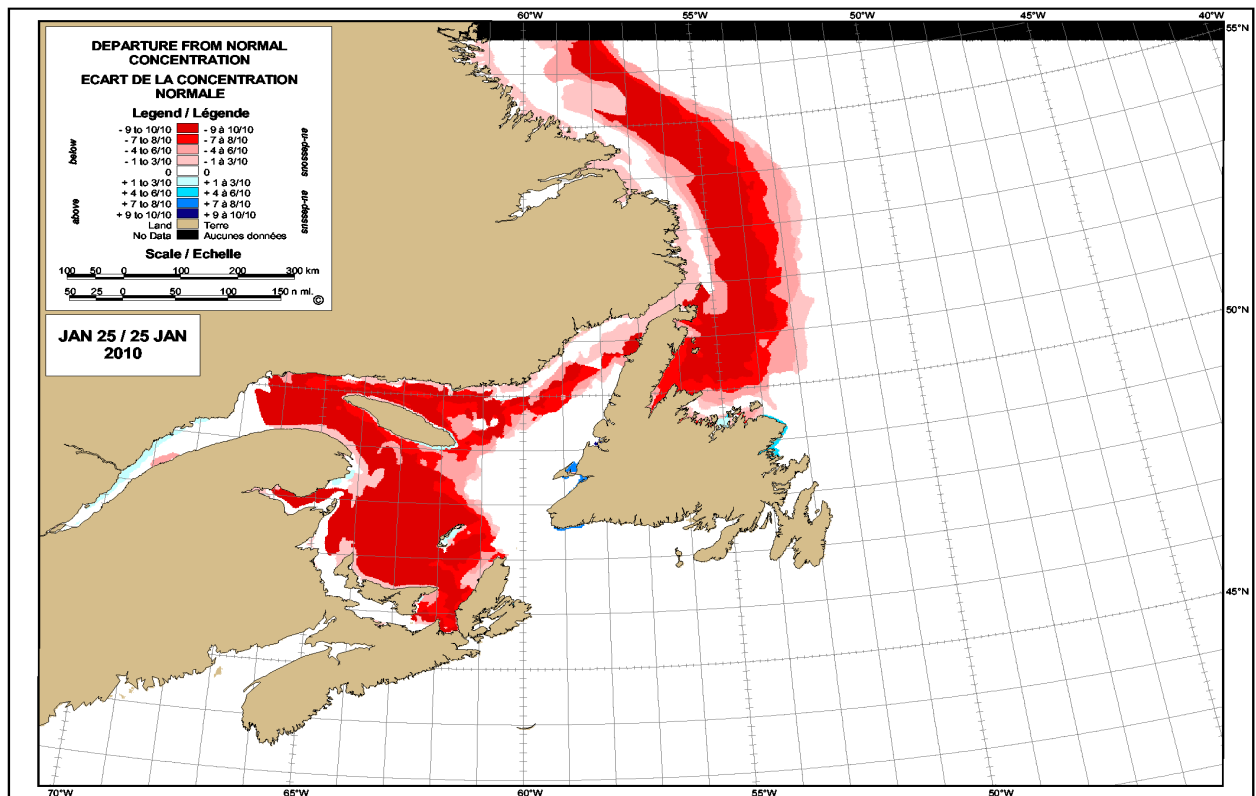 60°W 55°W 50°W 45°W 40°W
55°N
DEPARTURE FROM NORMAL
CONCENTRATION
ECART DE LA CONCENTRATION
NORMALE
Legend / Légende
- 9 to 10/10 - 9 à 10/10
- 7 to 8/10 - 7 à 8/10
- 4 to 6/10 - 4 à 6/10
- 1 to 3/10 - 1 à 3/10
0 0
+ 1 to 3/10 + 1 à 3/10
+ 4 to 6/10 + 4 à 6/10
+ 7 to 8/10 + 7 à 8/10
+ 9 to 10/10 + 9 à 10/10
Land Terre
No Data Aucunes données
below
above
au-dessous
au-dessus
Scale / Echelle
100 50 0 100 200 300 km
50 25 0 50 100 150 n mi.
©
JAN 25 / 25 JAN
2010
50°N
45°N
70°W 65°W 60°W 55°W 50°W